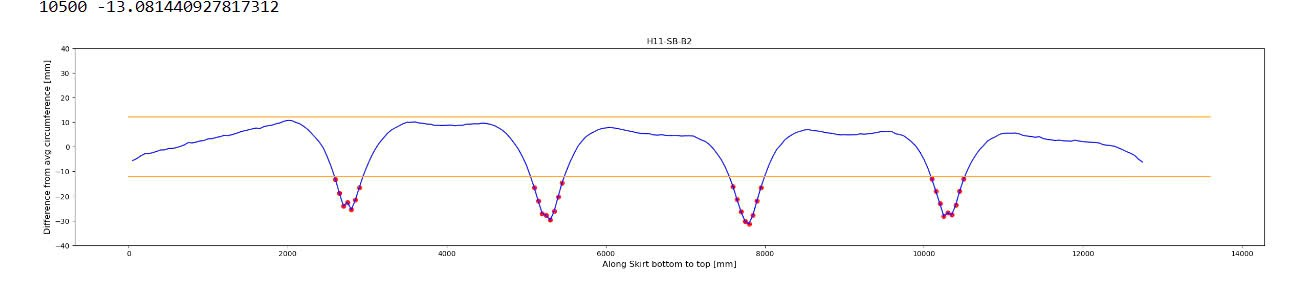 10500 -13.081440927817312
H11-SB-B2
40
30
20
10
0
−10
−20
−30
−40
Difference from avg circumference [mm]
0 2000 4000 6000 8000 10000 12000 14000
Along Skirt bottom to top [mm]